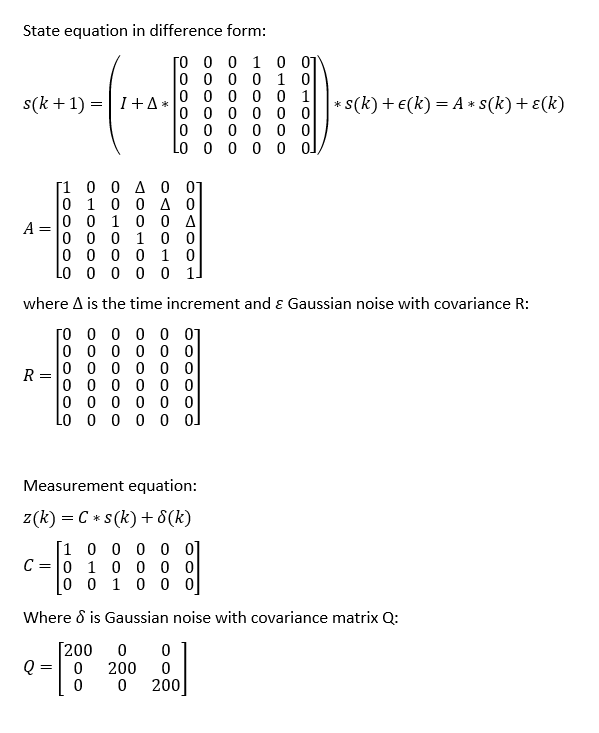 State equation in difference form:
s(k + 1) = ( I + Δ * [0 0 0 1 0 0
0 0 0 0 1 0
0 0 0 0 0 1
0 0 0 0 0 0
0 0 0 0 0 0
0 0 0 0 0 0] ) * s(k) + ϵ(k) = A * s(k) + ε(k)
A = [1 0 0 Δ 0 0
0 1 0 0 Δ 0
0 0 1 0 0 Δ
0 0 0 1 0 0
0 0 0 0 1 0
0 0 0 0 0 1]
where Δ is the time increment and ε Gaussian noise with covariance R:
R = [0 0 0 0 0 0
0 0 0 0 0 0
0 0 0 0 0 0
0 0 0 0 0 0
0 0 0 0 0 0
0 0 0 0 0 0]
Measurement equation:
z(k) = C * s(k) + δ(k)
C = [1 0 0 0 0 0
0 1 0 0 0 0
0 0 1 0 0 0]
Where δ is Gaussian noise with covariance matrix Q:
Q = [200 0 0
0 200 0
0 0 200]